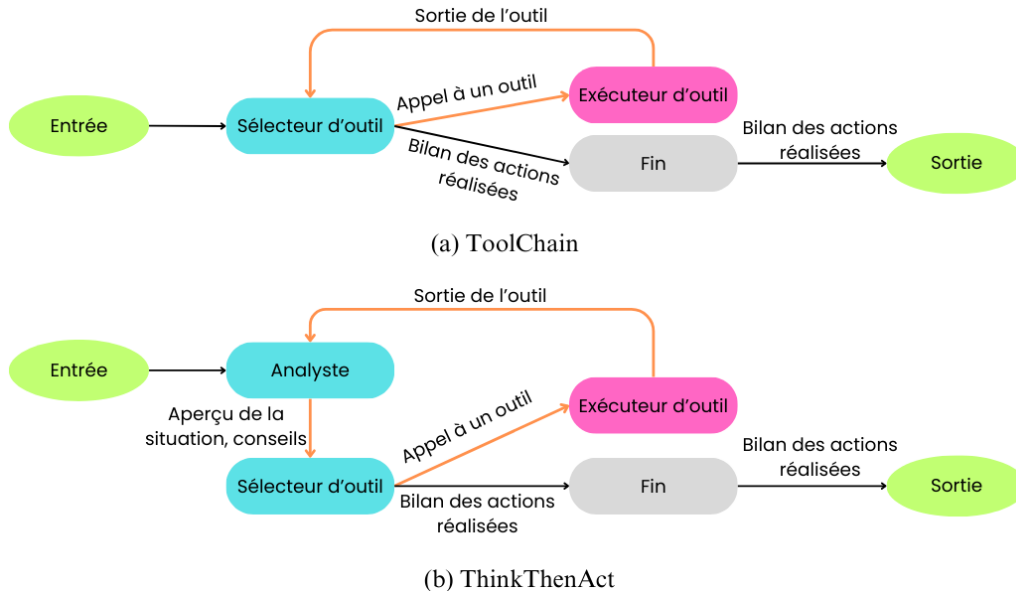 Sortie de l'outil
Appel à un outil
Exécuteur d'outil
Entrée
Sélecteur d'outil
Bilan des actions
réalisées
Fin
Bilan des actions
réalisées
Sortie
(a) ToolChain
Sortie de l'outil
Entrée
Analyste
Aperçu de la
situation, conseils
Appel à un outil
Exécuteur d'outil
Sélecteur d'outil
Bilan des actions
réalisées
Fin
Bilan des actions
réalisées
Sortie
(b) ThinkThenAct